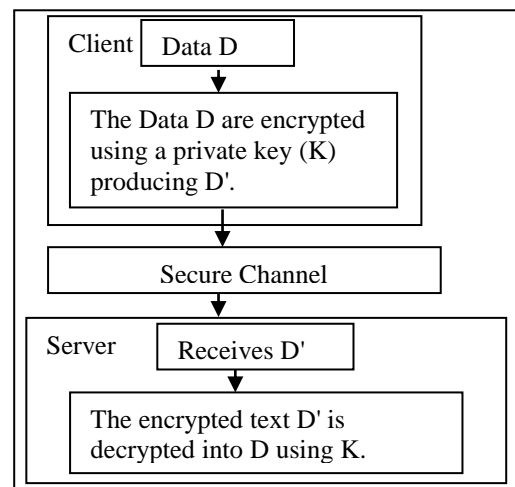 Client
Data D
The Data D are encrypted
using a private key (K)
producing D'.
Secure Channel
Server
Receives D'
The encrypted text D' is
decrypted into D using K.